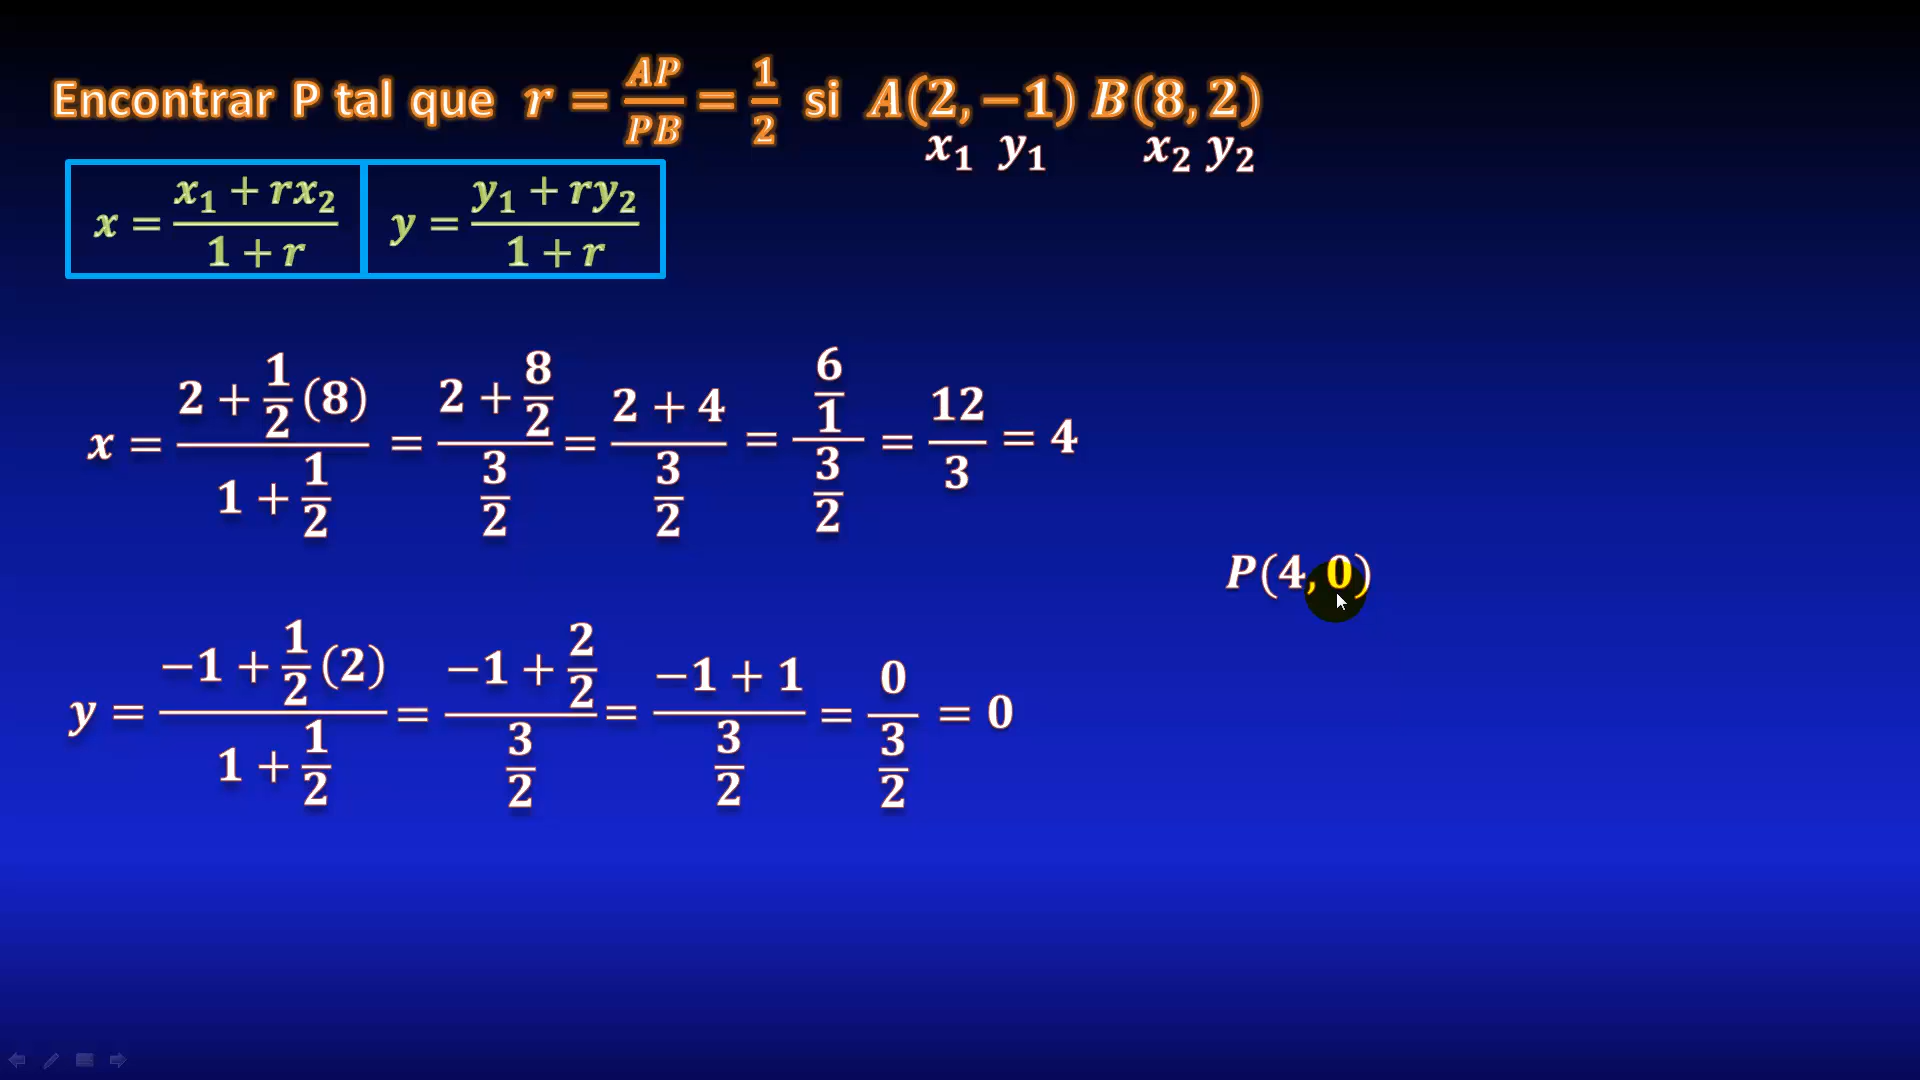 Encontrar P tal que r = AP/PB = 1/2 si A(2,−1) B(8,2)
x₁ y₁ x₂ y₂
x = (x₁ + rx₂)/(1 + r) y = (y₁ + ry₂)/(1 + r)
x = (2 + 1/2 (8))/(1 + 1/2) = (2 + 8/2)/(3/2) = (2 + 4)/(3/2) = (6/1)/(3/2) = 12/3 = 4
P(4,0)
y = (−1 + 1/2 (2))/(1 + 1/2) = (−1 + 2/2)/(3/2) = (−1 + 1)/(3/2) = 0/(3/2) = 0